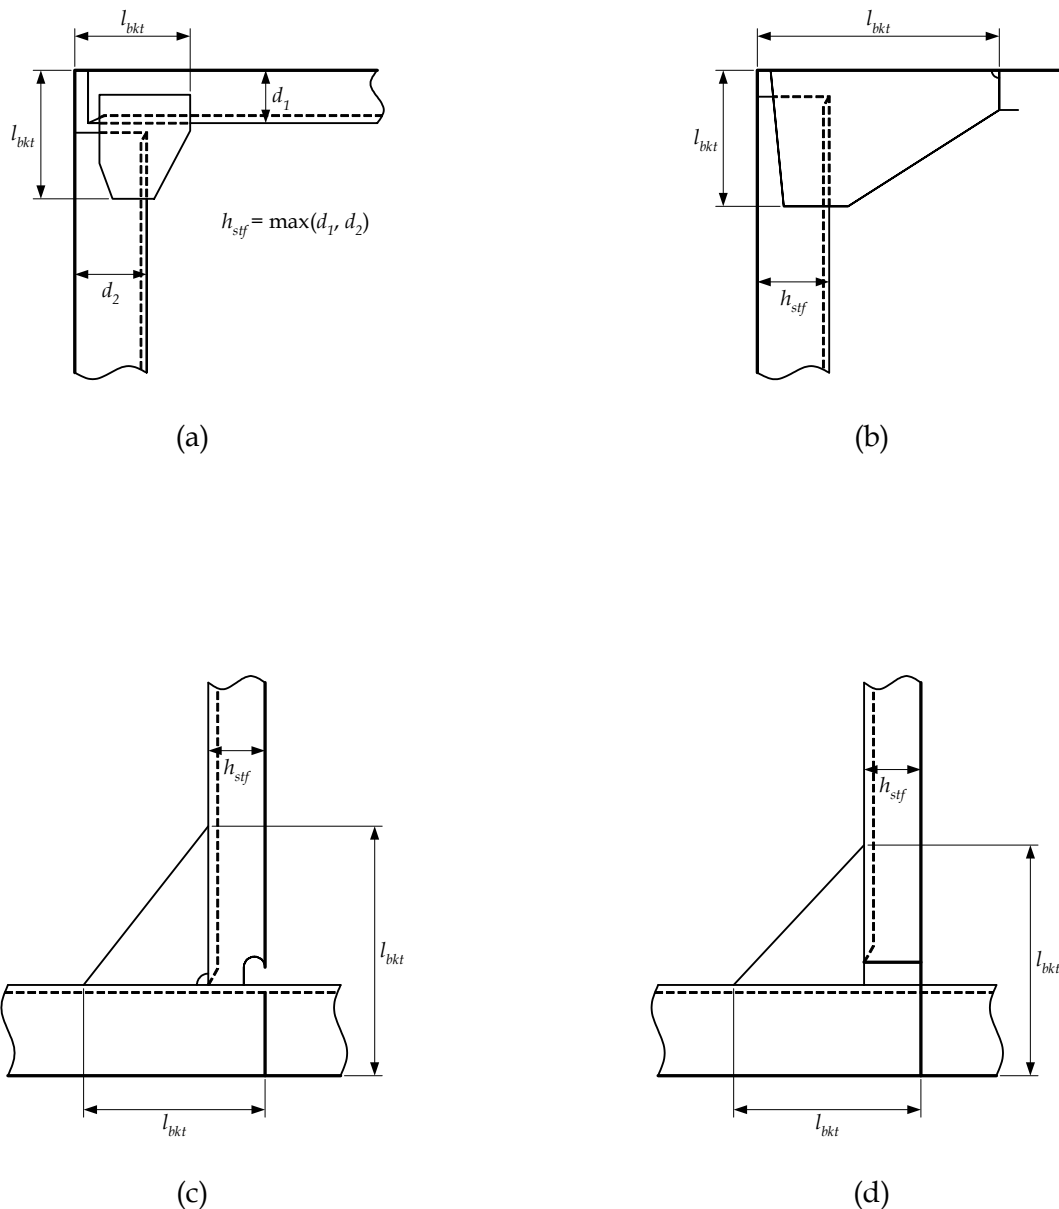 l_bkt
l_bkt
d_1
l_bkt
l_bkt
h_stf = max(d_1, d_2)
d_2
h_stf
(a)
(b)
h_stf
h_stf
l_bkt
l_bkt
l_bkt
l_bkt
(c)
(d)